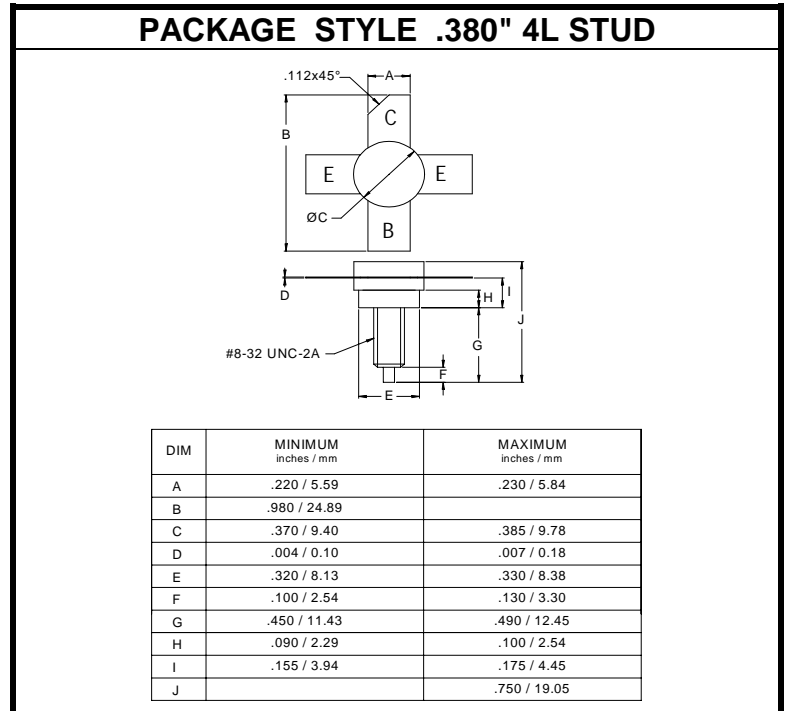 PACKAGE STYLE .380" 4L STUD
.112x45°
A
B
C
E
E
ØC
B
D
H
I
J
G
#8-32 UNC-2A
F
E
DIM MINIMUM MAXIMUM
inches / mm inches / mm
A .220 / 5.59 .230 / 5.84
B .980 / 24.89
C .370 / 9.40 .385 / 9.78
D .004 / 0.10 .007 / 0.18
E .320 / 8.13 .330 / 8.38
F .100 / 2.54 .130 / 3.30
G .450 / 11.43 .490 / 12.45
H .090 / 2.29 .100 / 2.54
I .155 / 3.94 .175 / 4.45
J .750 / 19.05